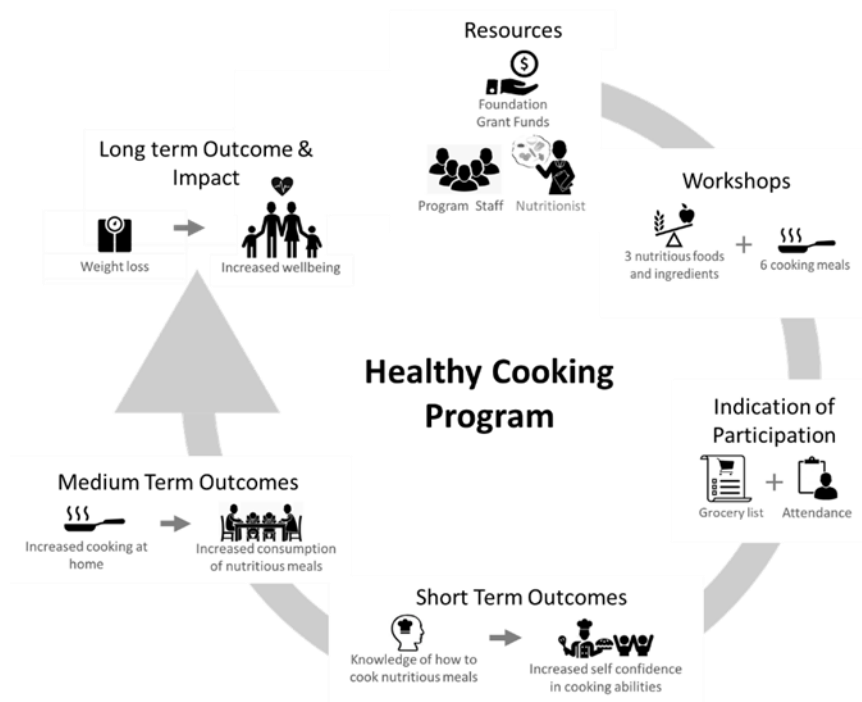 Resources
$
Foundation
Grant Funds
Program Staff
Nutritionist
Workshops
3 nutritious foods
and ingredients
+
6 cooking meals
Indication of
Participation
Grocery list
+
Attendance
Short Term Outcomes
Knowledge of how to
cook nutritious meals
Increased self confidence
in cooking abilities
Medium Term Outcomes
Increased cooking at
home
Increased consumption
of nutritious meals
Long term Outcome &
Impact
Weight loss
Increased wellbeing
Healthy Cooking
Program